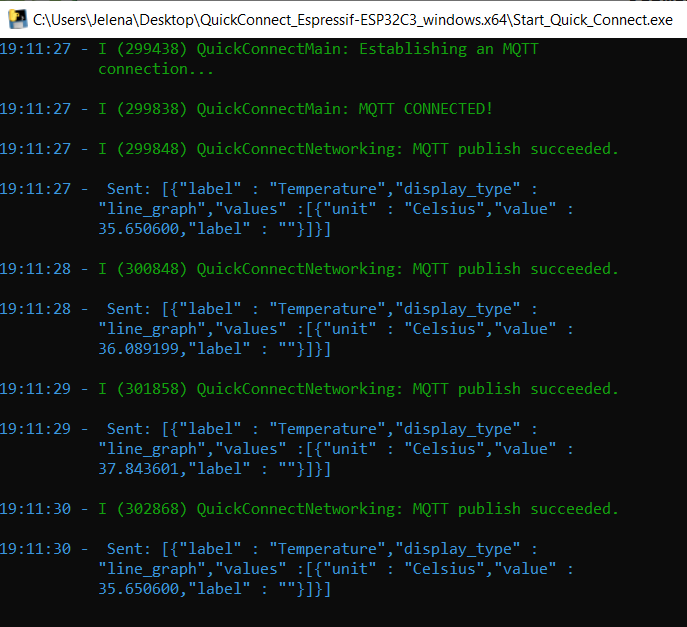 C:\Users\Jelena\Desktop\QuickConnect_Espressif-ESP32C3_windows.x64\Start_Quick_Connect.exe
19:11:27 - I (299438) QuickConnectMain: Establishing an MQTT
connection...
19:11:27 - I (299838) QuickConnectMain: MQTT CONNECTED!
19:11:27 - I (299848) QuickConnectNetworking: MQTT publish succeeded.
19:11:27 -  Sent: [{"label" : "Temperature","display_type" :
"line_graph","values" :[{"unit" : "Celsius","value" :
35.650600,"label" : ""}]}]
19:11:28 - I (300848) QuickConnectNetworking: MQTT publish succeeded.
19:11:28 -  Sent: [{"label" : "Temperature","display_type" :
"line_graph","values" :[{"unit" : "Celsius","value" :
36.089199,"label" : ""}]}]
19:11:29 - I (301858) QuickConnectNetworking: MQTT publish succeeded.
19:11:29 -  Sent: [{"label" : "Temperature","display_type" :
"line_graph","values" :[{"unit" : "Celsius","value" :
37.843601,"label" : ""}]}]
19:11:30 - I (302868) QuickConnectNetworking: MQTT publish succeeded.
19:11:30 -  Sent: [{"label" : "Temperature","display_type" :
"line_graph","values" :[{"unit" : "Celsius","value" :
35.650600,"label" : ""}]}]